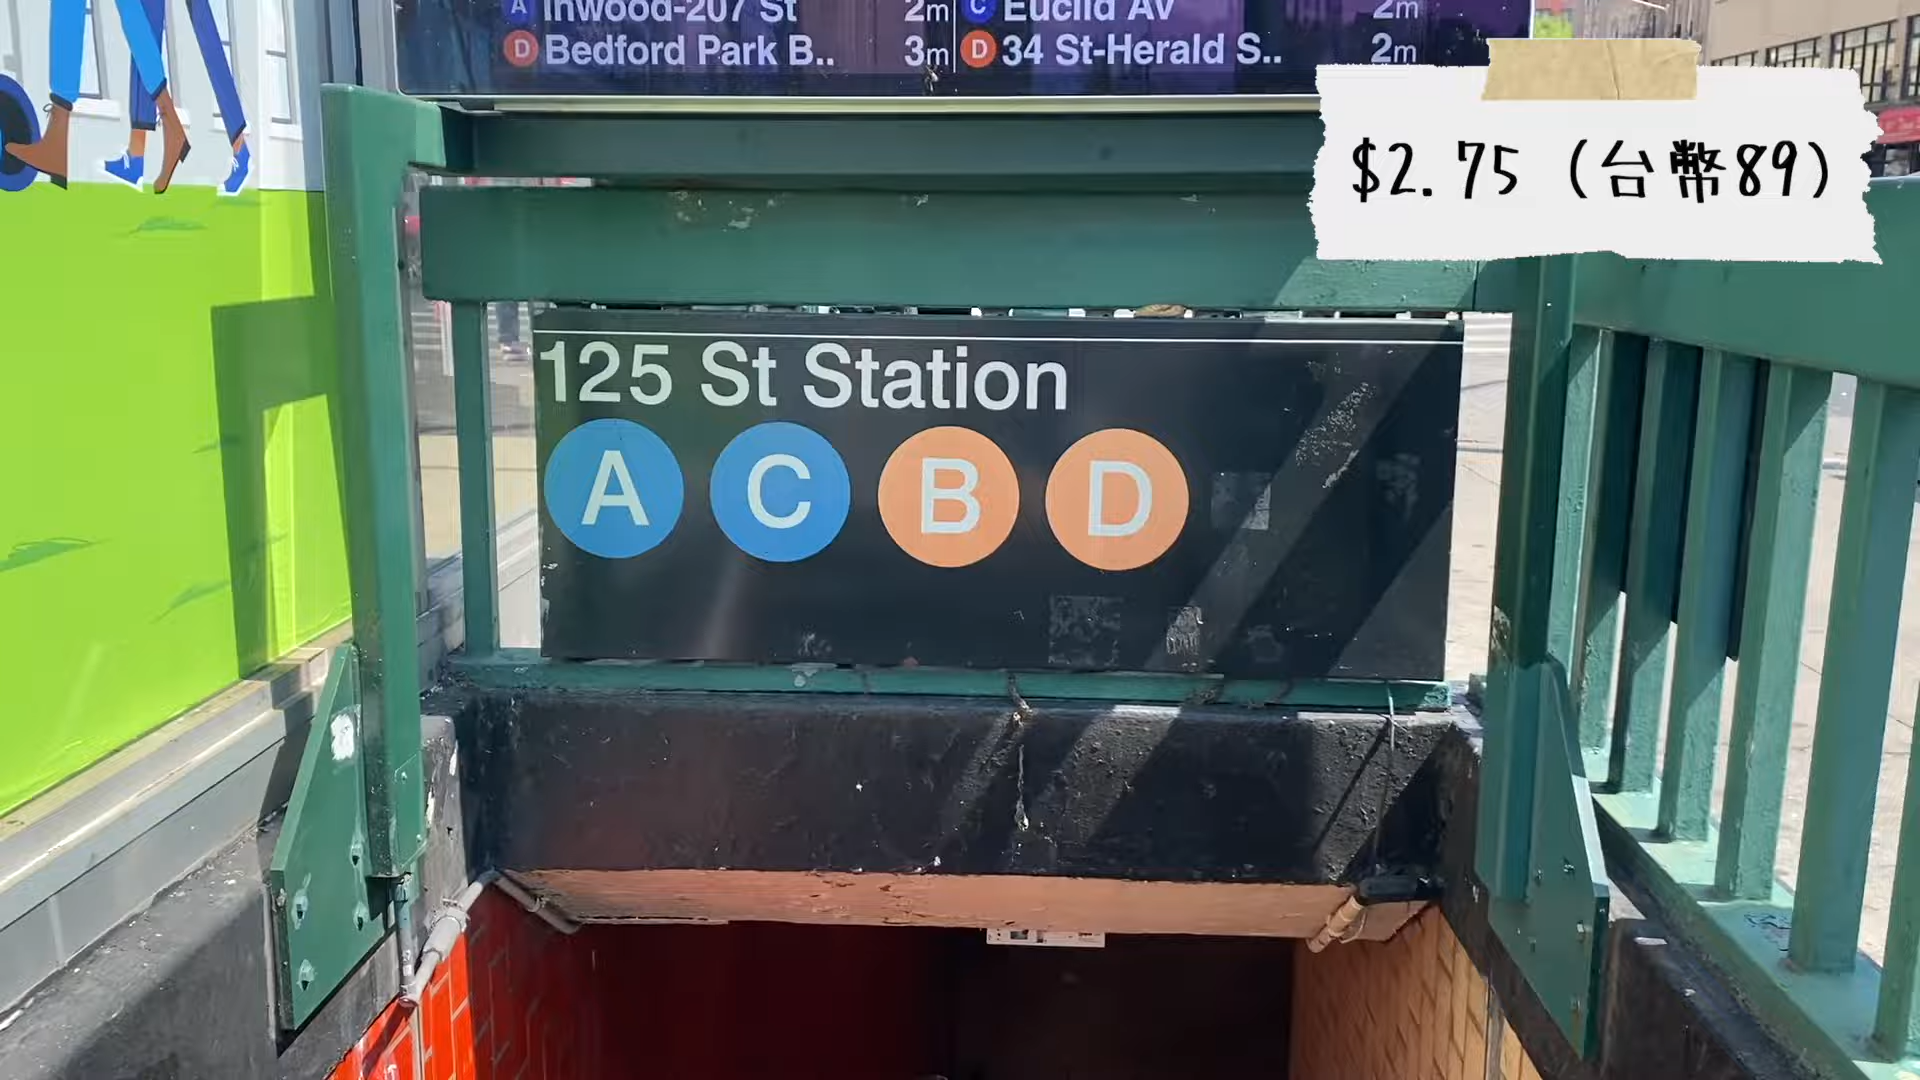 A Inwood-207 St 2m C Euclid Av 2m
D Bedford Park B.. 3m D 34 St-Herald S.. 2m
$2.75 (台幣89)
125 St Station
A C B D